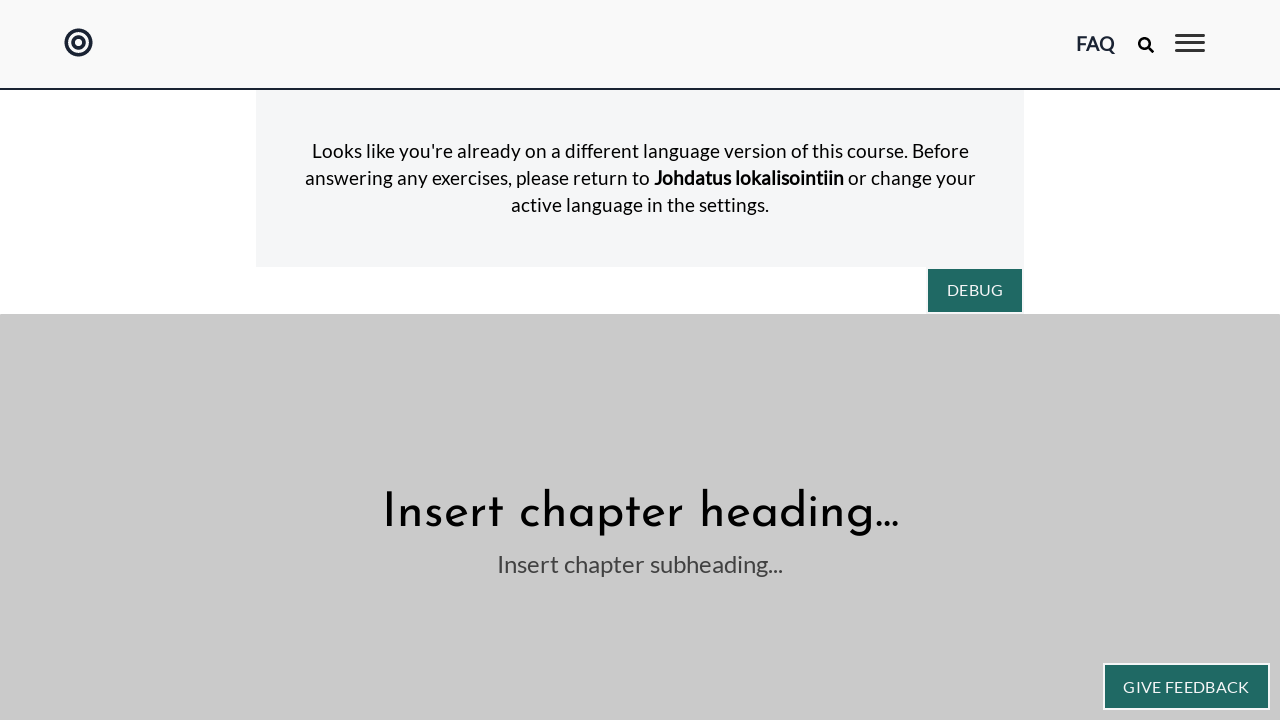 FAQ
Looks like you're already on a different language version of this course. Before
answering any exercises, please return to Johdatus lokalisointiin or change your
active language in the settings.
DEBUG
Insert chapter heading...
Insert chapter subheading...
GIVE FEEDBACK